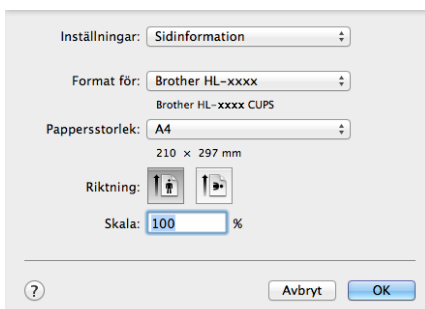 Inställningar: Sidinformation
Format för: Brother HL-xxxx
Brother HL-xxxx CUPS
Pappersstorlek: A4
210 × 297 mm
Riktning:
Skala: 100 %
? Avbryt OK